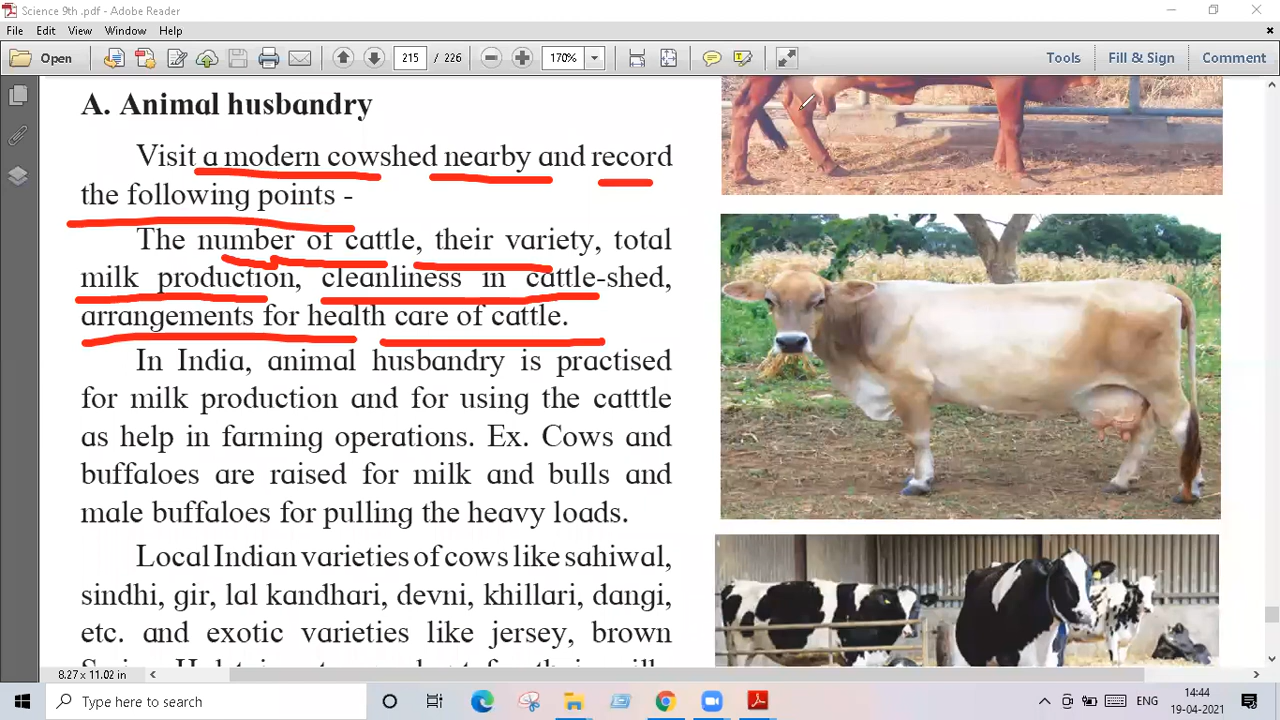 Science 9th .pdf - Adobe Reader
File Edit View Window Help
Open 215 / 226 170% Tools Fill & Sign Comment
A. Animal husbandry
Visit a modern cowshed nearby and record
the following points -
The number of cattle, their variety, total
milk production, cleanliness in cattle-shed,
arrangements for health care of cattle.
In India, animal husbandry is practised
for milk production and for using the catttle
as help in farming operations. Ex. Cows and
buffaloes are raised for milk and bulls and
male buffaloes for pulling the heavy loads.
Local Indian varieties of cows like sahiwal,
sindhi, gir, lal kandhari, devni, khillari, dangi,
etc. and exotic varieties like jersey, brown
8.27 x 11.02 in
Type here to search
ENG
14:44
19-04-2021